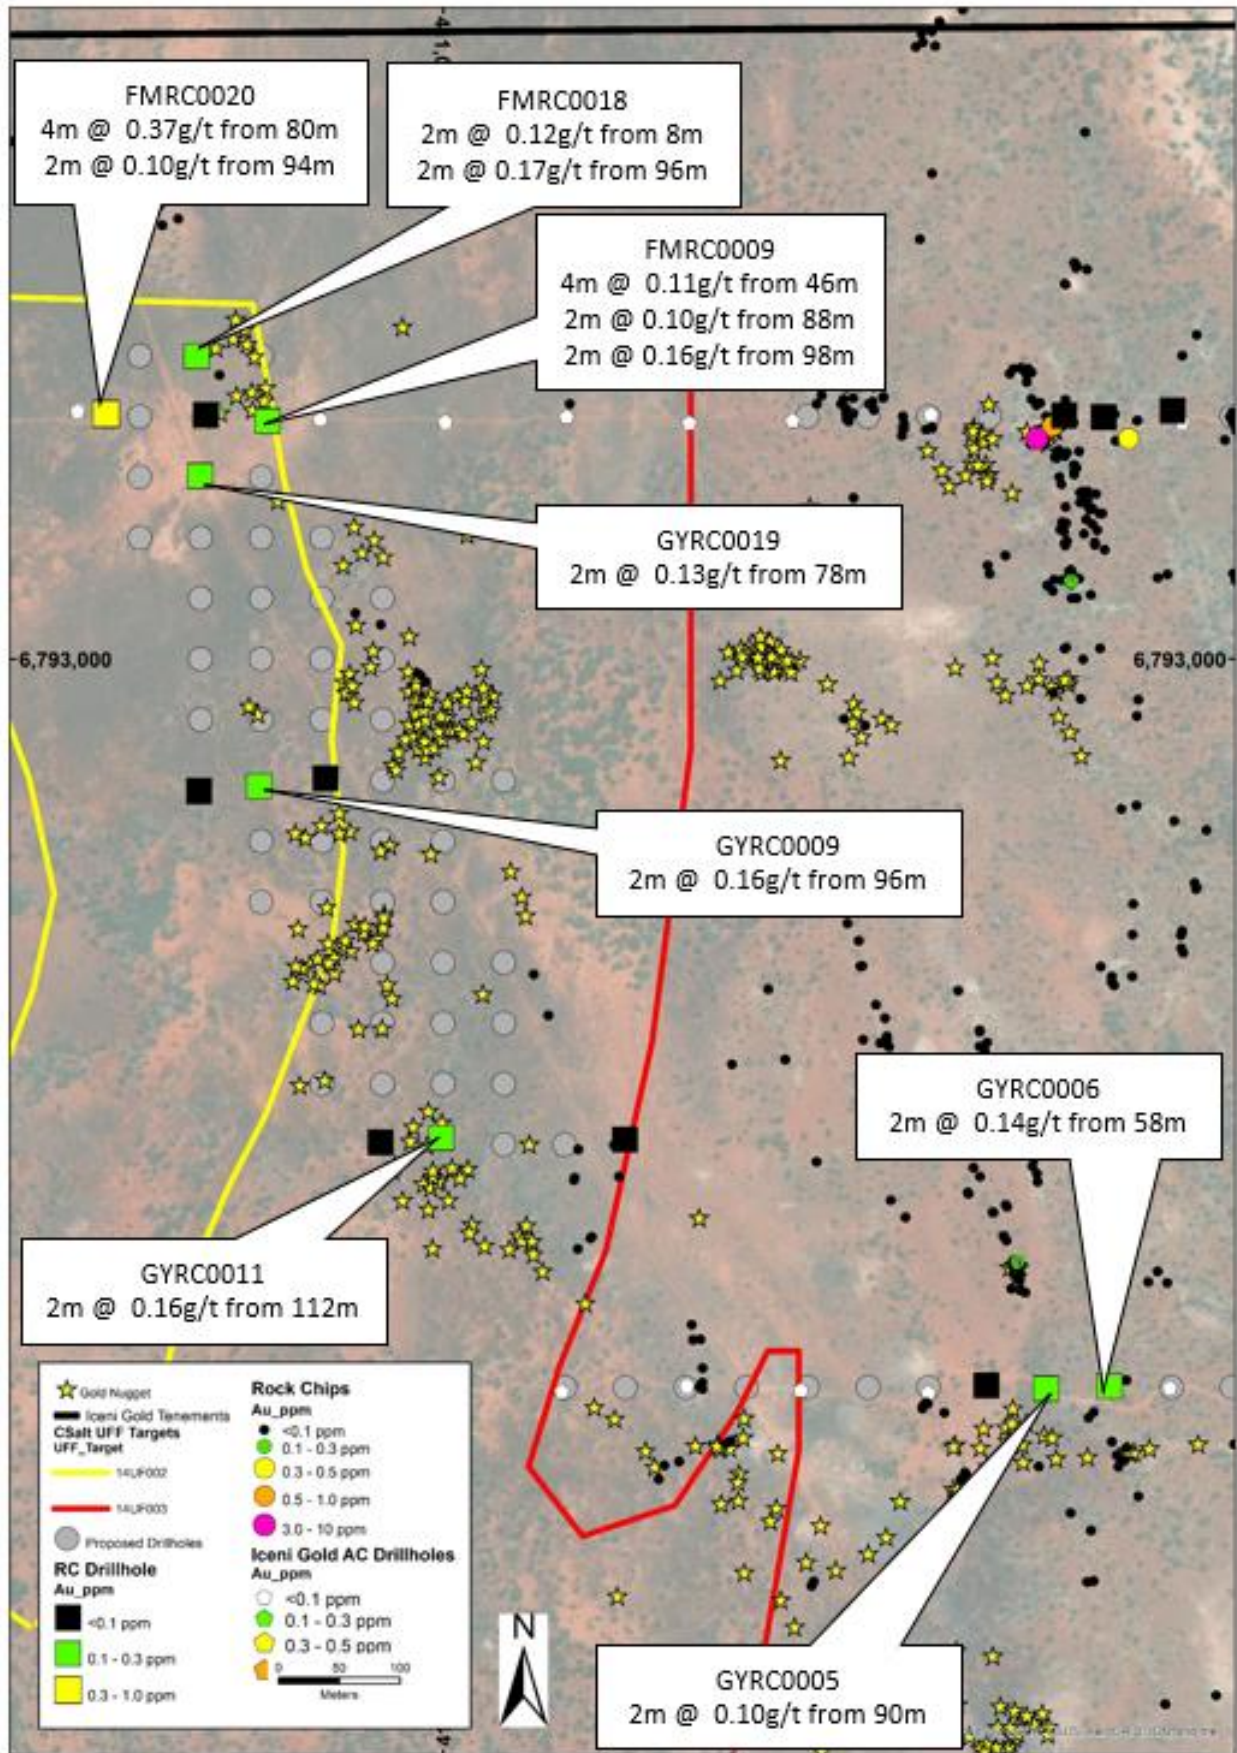 FMRC0020
4m @ 0.37g/t from 80m
2m @ 0.10g/t from 94m
FMRC0018
2m @ 0.12g/t from 8m
2m @ 0.17g/t from 96m
FMRC0009
4m @ 0.11g/t from 46m
2m @ 0.10g/t from 88m
2m @ 0.16g/t from 98m
GYRC0019
2m @ 0.13g/t from 78m
6,793,000
6,793,000
GYRC0009
2m @ 0.16g/t from 96m
GYRC0006
2m @ 0.14g/t from 58m
GYRC0011
2m @ 0.16g/t from 112m
GYRC0005
2m @ 0.10g/t from 90m
Gold Nugget
Iceni Gold Tenements
CSalt UFF Targets
UFF_Target
14UF002
14UF003
Proposed Drillholes
RC Drillhole
Au_ppm
<0.1 ppm
0.1 - 0.3 ppm
0.3 - 1.0 ppm
Rock Chips
Au_ppm
<0.1 ppm
0.1 - 0.3 ppm
0.3 - 0.5 ppm
0.5 - 1.0 ppm
3.0 - 10 ppm
Iceni Gold AC Drillholes
Au_ppm
<0.1 ppm
0.1 - 0.3 ppm
0.3 - 0.5 ppm
0 50 100
Meters
N